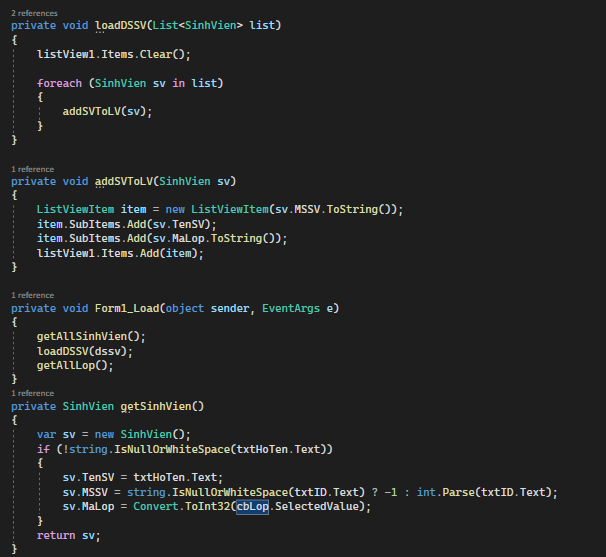 2 references
private void loadDSSV(List<SinhVien> list)
{
    listView1.Items.Clear();
    foreach (SinhVien sv in list)
    {
        addSVToLV(sv);
    }
}
1 reference
private void addSVToLV(SinhVien sv)
{
    ListViewItem item = new ListViewItem(sv.MSSV.ToString());
    item.SubItems.Add(sv.TenSV);
    item.SubItems.Add(sv.MaLop.ToString());
    listView1.Items.Add(item);
}
1 reference
private void Form1_Load(object sender, EventArgs e)
{
    getAllSinhVien();
    loadDSSV(dssv);
    getAllLop();
}
1 reference
private SinhVien getSinhVien()
{
    var sv = new SinhVien();
    if (!string.IsNullOrWhiteSpace(txtHoTen.Text))
    {
        sv.TenSV = txtHoTen.Text;
        sv.MSSV = string.IsNullOrWhiteSpace(txtID.Text) ? -1 : int.Parse(txtID.Text);
        sv.MaLop = Convert.ToInt32(cbLop.SelectedValue);
    }
    return sv;
}